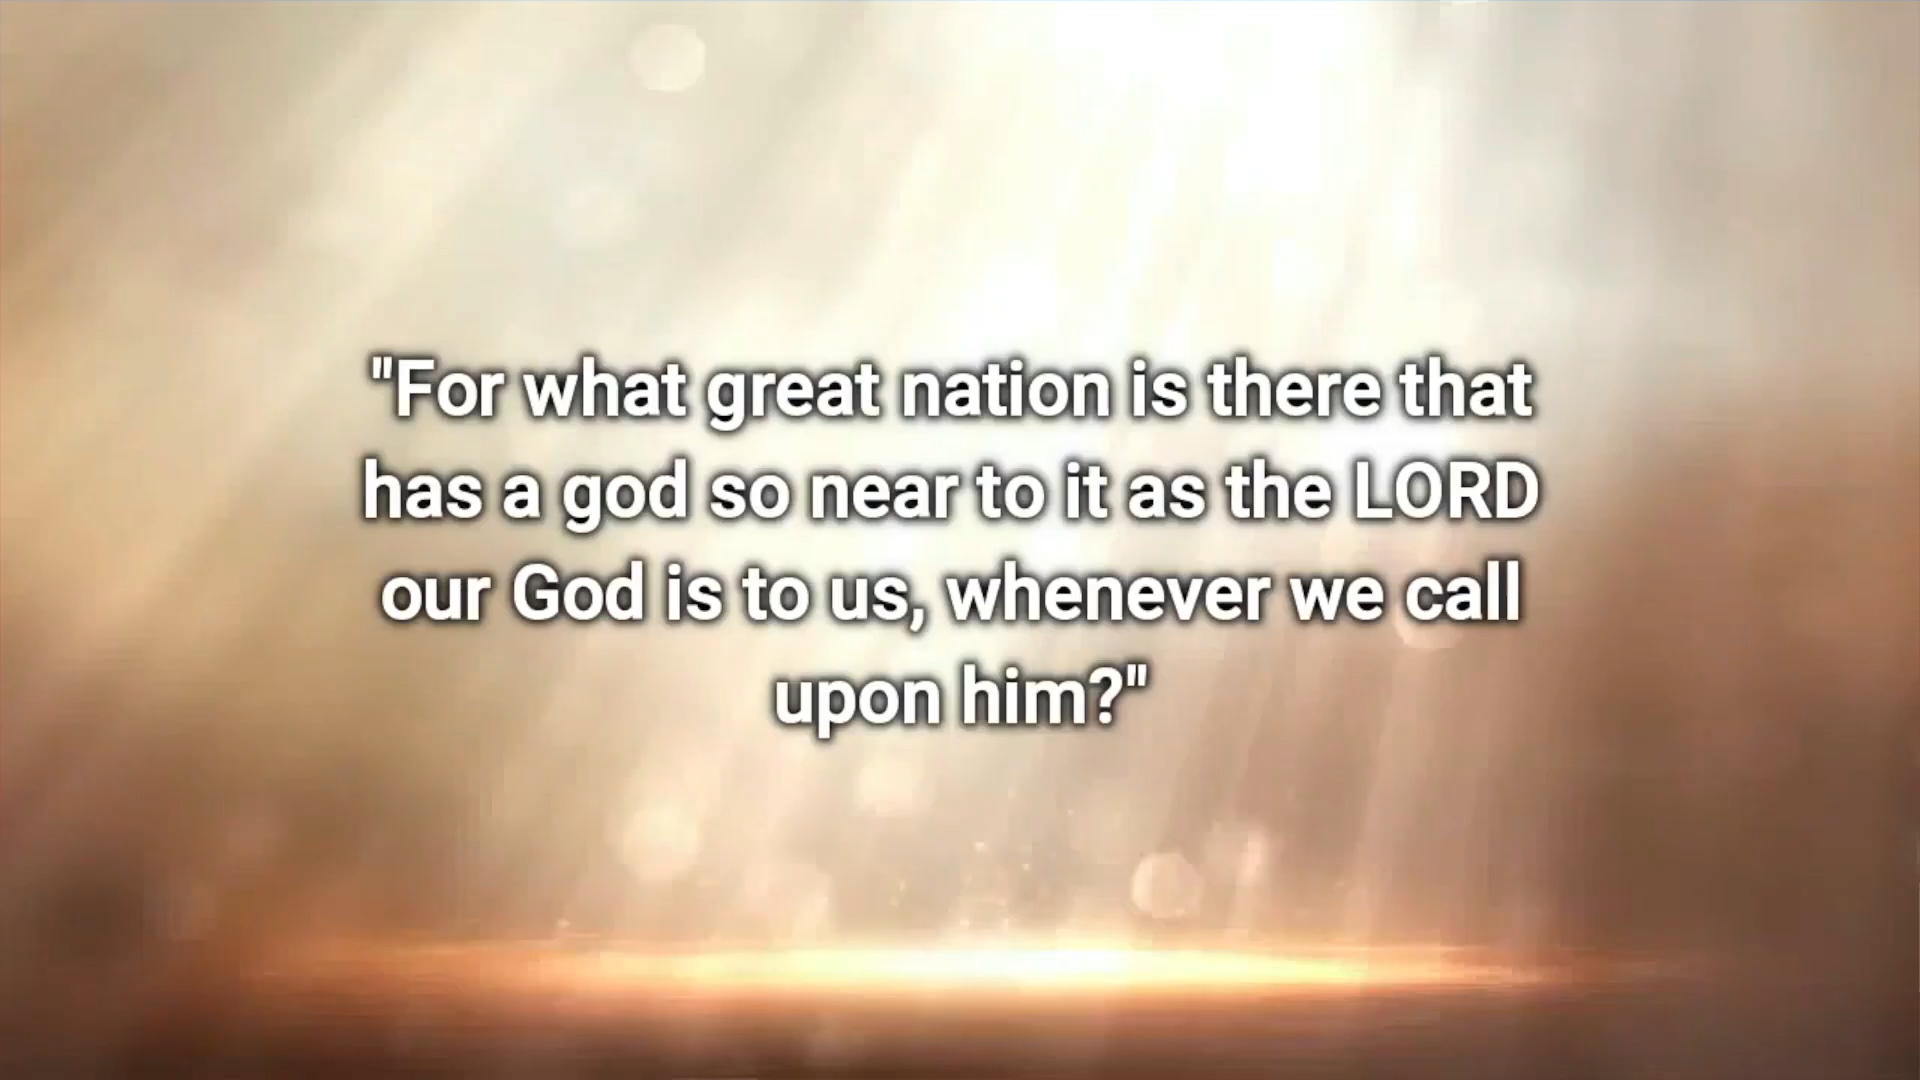 "For what great nation is there that
has a god so near to it as the LORD
our God is to us, whenever we call
upon him?"